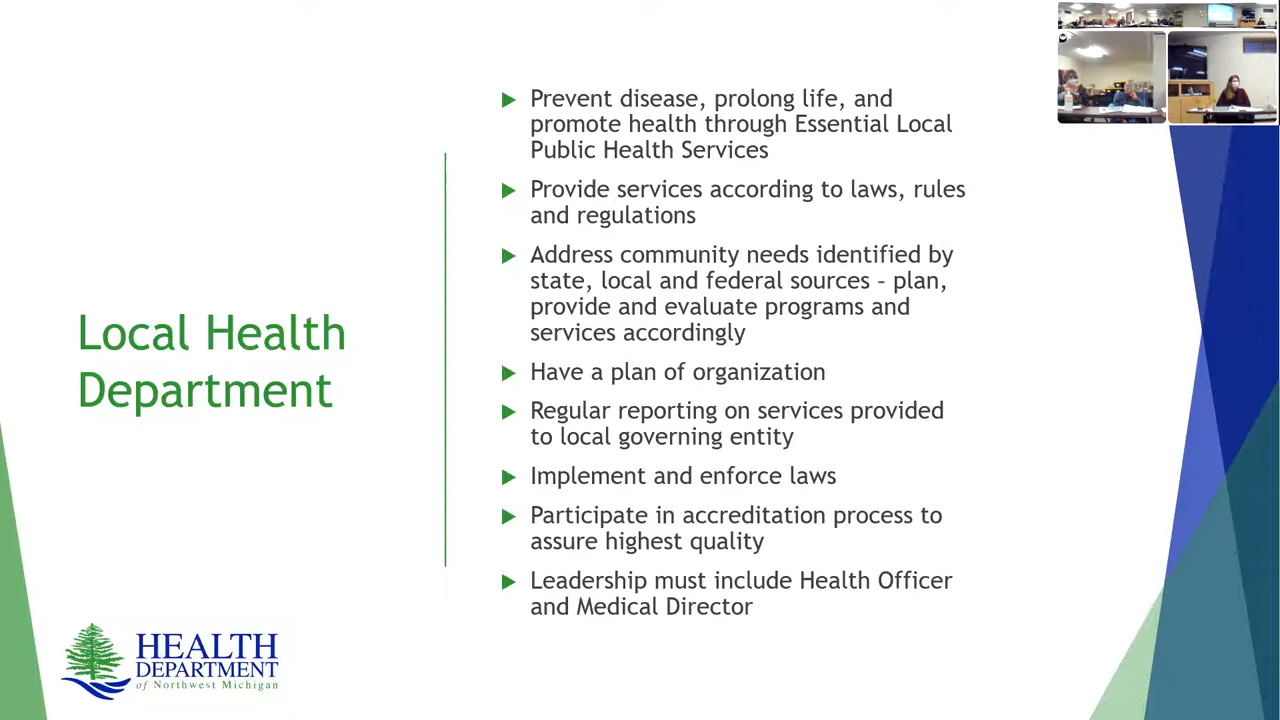 Local Health
Department
Prevent disease, prolong life, and
promote health through Essential Local
Public Health Services
Provide services according to laws, rules
and regulations
Address community needs identified by
state, local and federal sources – plan,
provide and evaluate programs and
services accordingly
Have a plan of organization
Regular reporting on services provided
to local governing entity
Implement and enforce laws
Participate in accreditation process to
assure highest quality
Leadership must include Health Officer
and Medical Director
HEALTH
DEPARTMENT
of Northwest Michigan